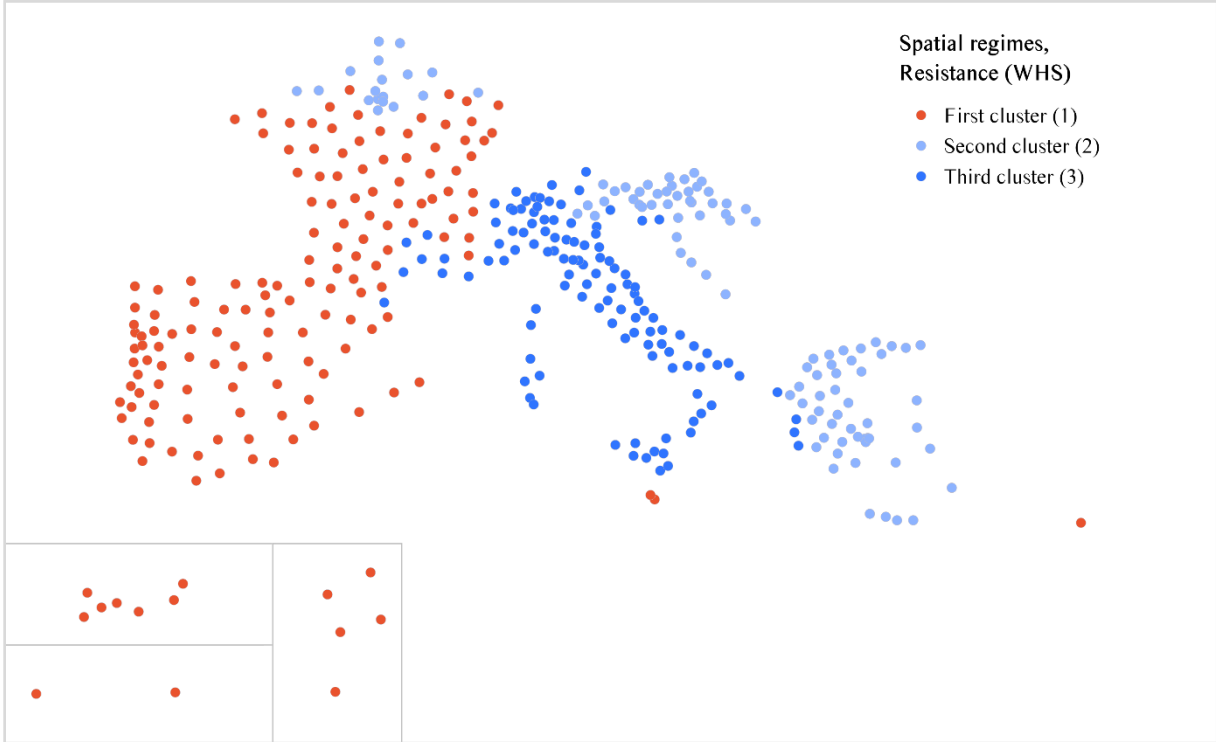 Spatial regimes,
Resistance (WHS)
First cluster (1)
Second cluster (2)
Third cluster (3)